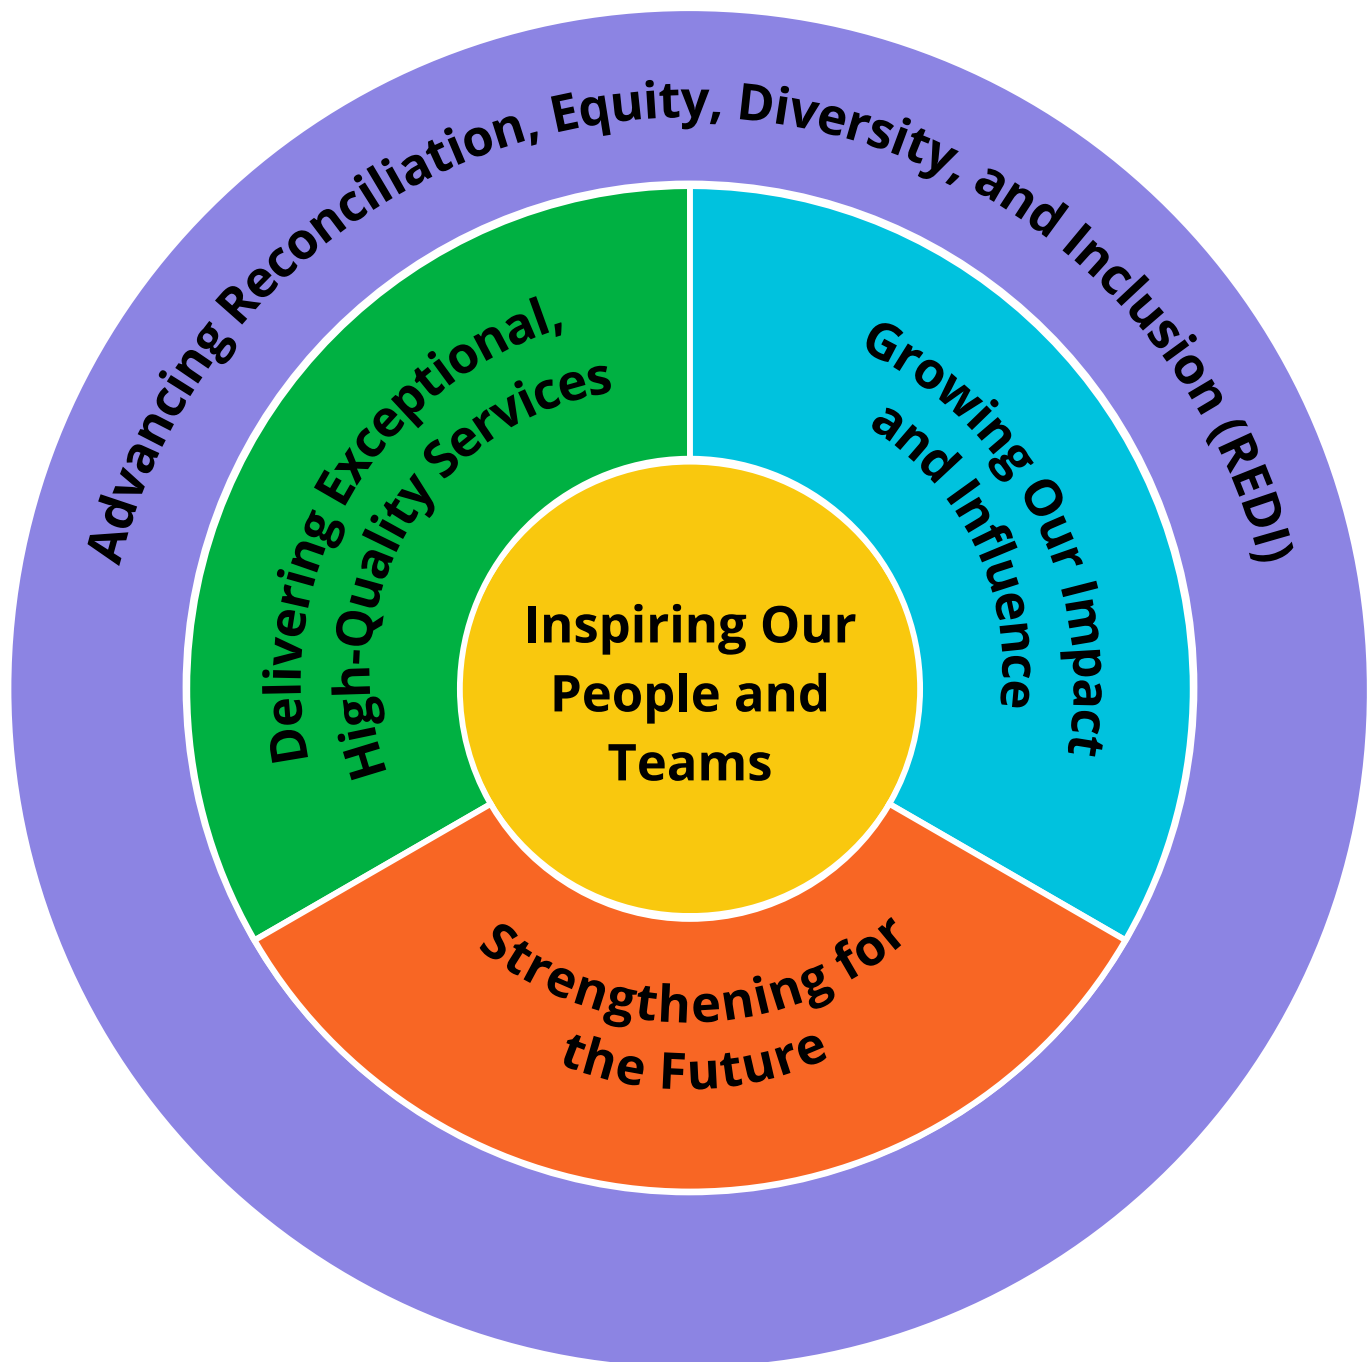 Advancing Reconciliation, Equity, Diversity, and Inclusion (REDI)
Delivering Exceptional,
High-Quality Services
Growing Our Impact
and Influence
Inspiring Our
People and
Teams
Strengthening for
the Future